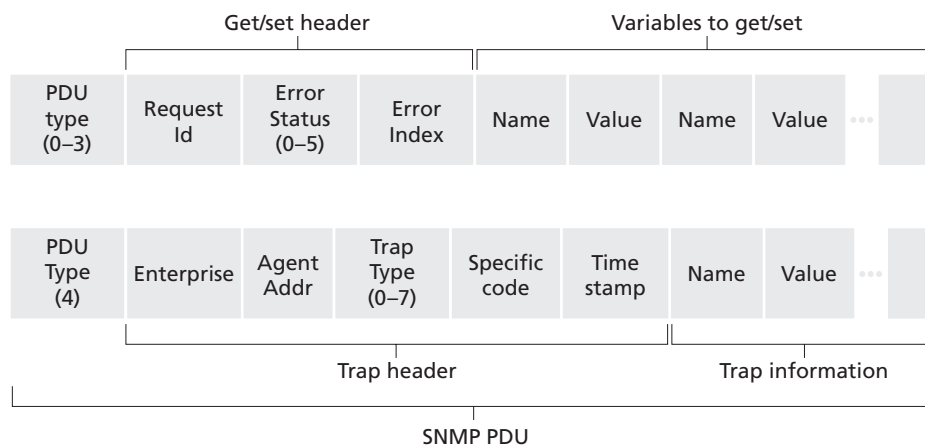 Get/set header
Variables to get/set
PDU
type
(0–3)
Request
Id
Error
Status
(0–5)
Error
Index
Name
Value
Name
Value
PDU
Type
(4)
Enterprise
Agent
Addr
Trap
Type
(0–7)
Specific
code
Time
stamp
Name
Value
Trap header
Trap information
SNMP PDU